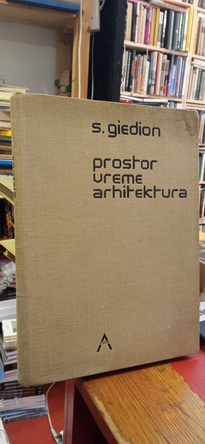 s. giedion
prostor
vreme
arhitektura